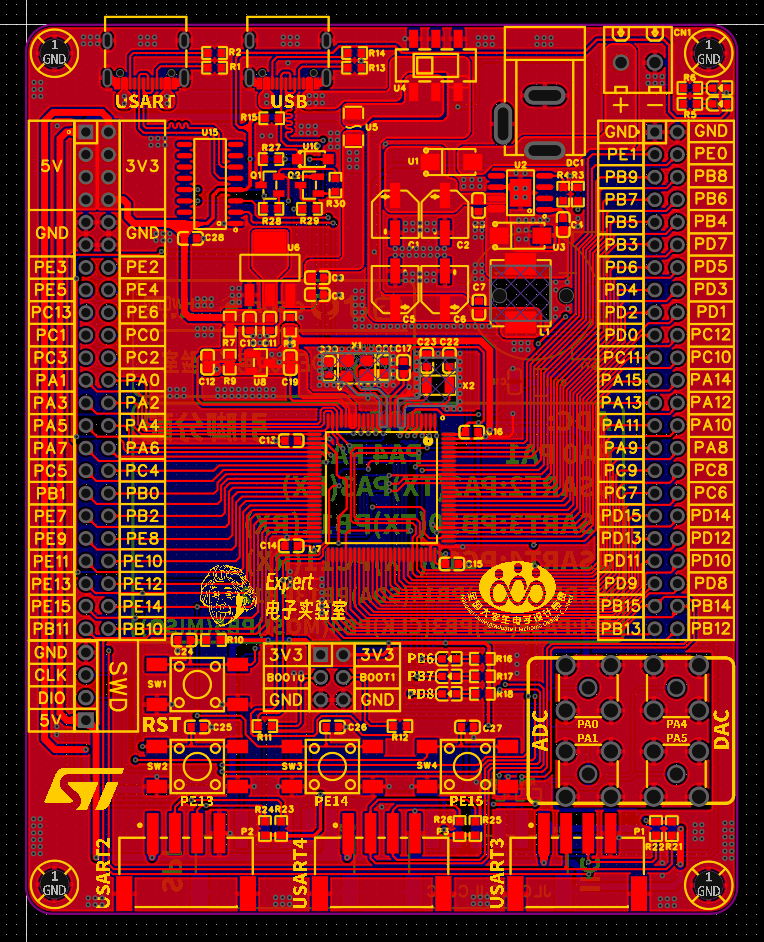 1
GND
1
GND
R2
R1
R14
R13
U4
CN1
USART
USB
+ −
R6
R5
R15
U5
U15
5V
3V3
R27
U10
Q1
Q2
R30
R28
R29
U1
U2
DC1
R4
R3
GND
GND
C28
U6
C1
C2
U3
C3
C3
C7
C5
C6
L1
GND
GND
PE1
PE0
PB9
PB8
PB7
PB6
PB5
PB4
PB3
PD7
PD6
PD5
PD4
PD3
PD2
PD1
PD0
PC12
PC11
PC10
PA15
PA14
PA13
PA12
PA11
PA10
PA9
PA8
PC9
PC8
PC7
PC6
PD15
PD14
PD13
PD12
PD11
PD10
PD9
PD8
PB15
PB14
PB13
PB12
PE3
PE2
PE5
PE4
PC13
PE6
PC1
PC0
PC3
PC2
PA1
PA0
PA3
PA2
PA5
PA4
PA7
PA6
PC5
PC4
PB1
PB0
PE7
PB2
PE9
PE8
PE11
PE10
PE13
PE12
PE15
PE14
PB11
PB10
R7
C11
X1
C17
C23
C22
C12
R9
U8
C19
X2
C16
C14
U7
C15
Expert
电子实验室
GND
CLK
DIO
5V
SWD
C24
R10
SW1
RST
3V3
3V3
BOOT0
BOOT1
GND
GND
PD6
R16
PB7
R17
PD8
R18
ADC
PA0
PA4
PA1
PA5
DAC
C25
R11
C26
R12
C27
SW2
SW3
SW4
PE13
PE14
PE15
R24
R23
P2
R26
R25
P3
P1
R22
R21
USART2
USART4
USART3
1
GND
1
GND